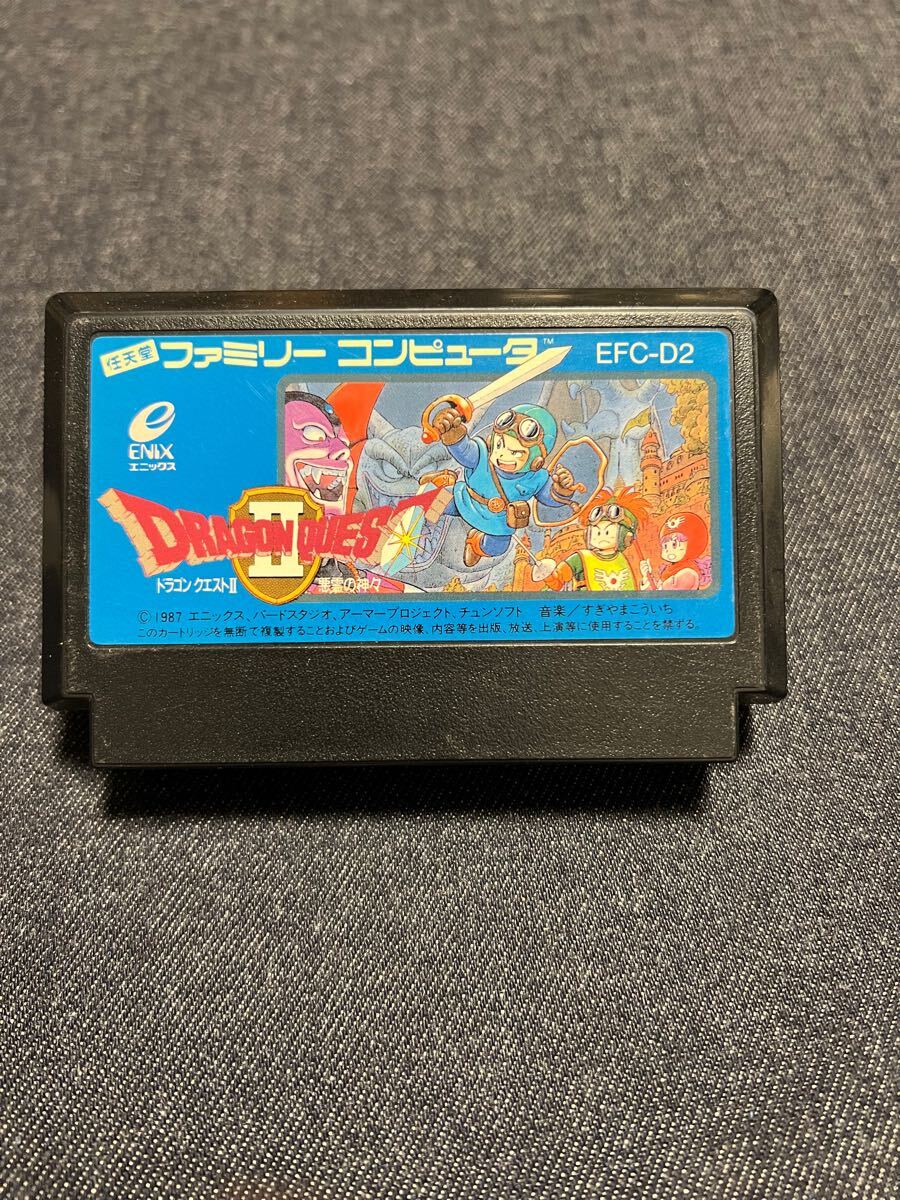 任天堂 ファミリー コンピュータ™ EFC-D2
ENIX
エニックス
DRAGON QUEST
II
ドラゴンクエストII 悪霊の神々
©1987 エニックス、バードスタジオ、アーマープロジェクト、チュンソフト 音楽/すぎやまこういち
このカートリッジを無断で複製することおよびゲームの映像、内容等を出版、放送、上演等に使用することを禁ずる。